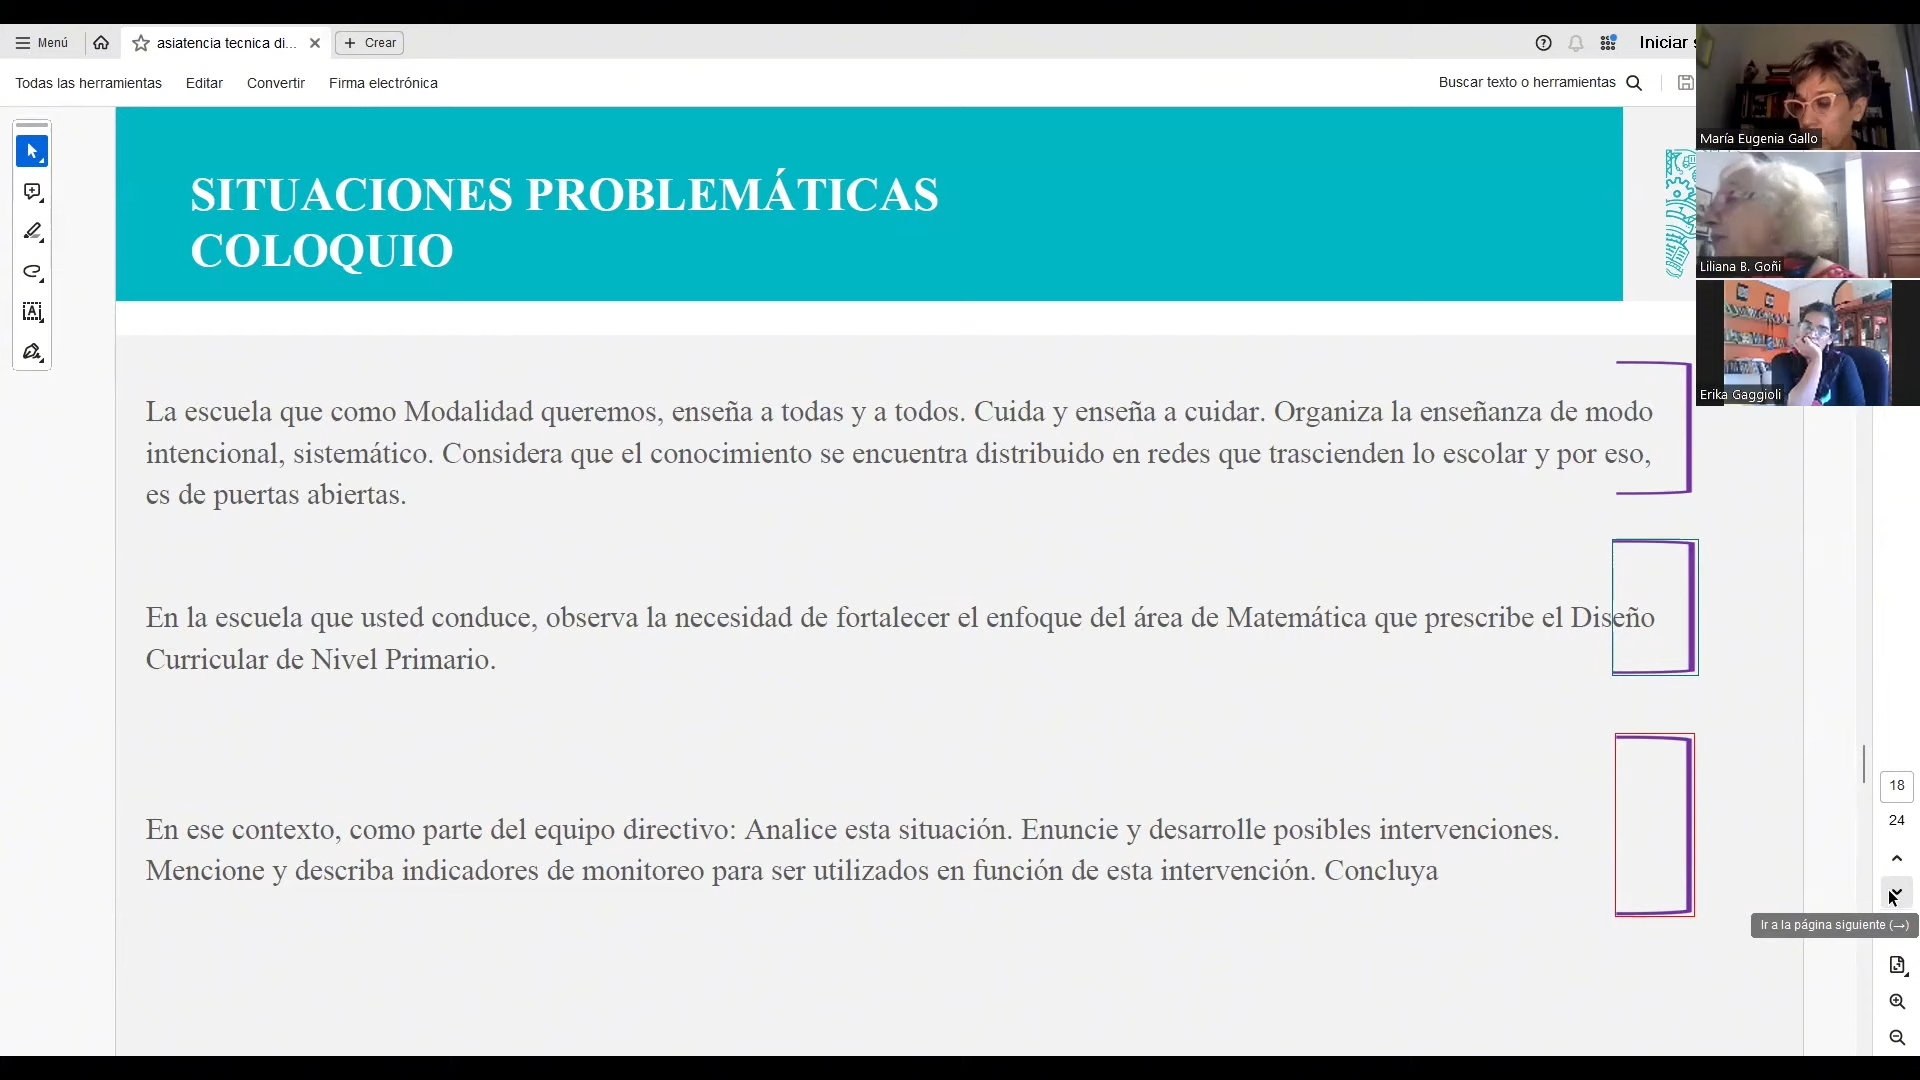 Menú
asiatencia tecnica di...
Crear
Iniciar
Todas las herramientas
Editar
Convertir
Firma electrónica
Buscar texto o herramientas
María Eugenia Gallo
Liliana B. Goñi
Erika Gaggioli
SITUACIONES PROBLEMÁTICAS
COLOQUIO
La escuela que como Modalidad queremos, enseña a todas y a todos. Cuida y enseña a cuidar. Organiza la enseñanza de modo
intencional, sistemático. Considera que el conocimiento se encuentra distribuido en redes que trascienden lo escolar y por eso,
es de puertas abiertas.
En la escuela que usted conduce, observa la necesidad de fortalecer el enfoque del área de Matemática que prescribe el Diseño
Curricular de Nivel Primario.
En ese contexto, como parte del equipo directivo: Analice esta situación. Enuncie y desarrolle posibles intervenciones.
Mencione y describa indicadores de monitoreo para ser utilizados en función de esta intervención. Concluya
18
24
Ir a la página siguiente (→)